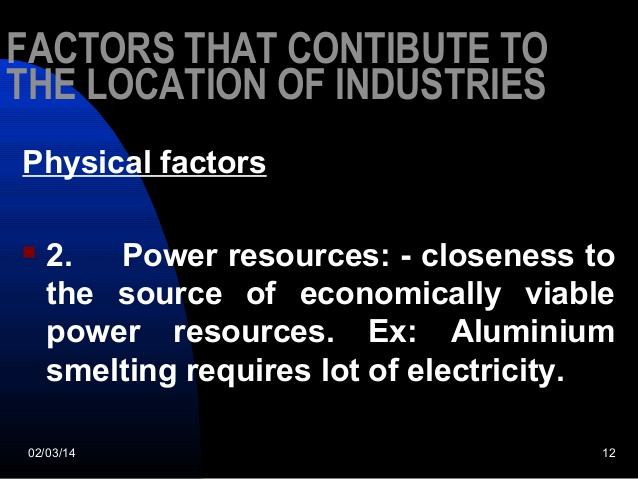 FACTORS THAT CONTIBUTE TO
THE LOCATION OF INDUSTRIES
Physical factors
2. Power resources: - closeness to
the source of economically viable
power resources. Ex: Aluminium
smelting requires lot of electricity.
02/03/14 12